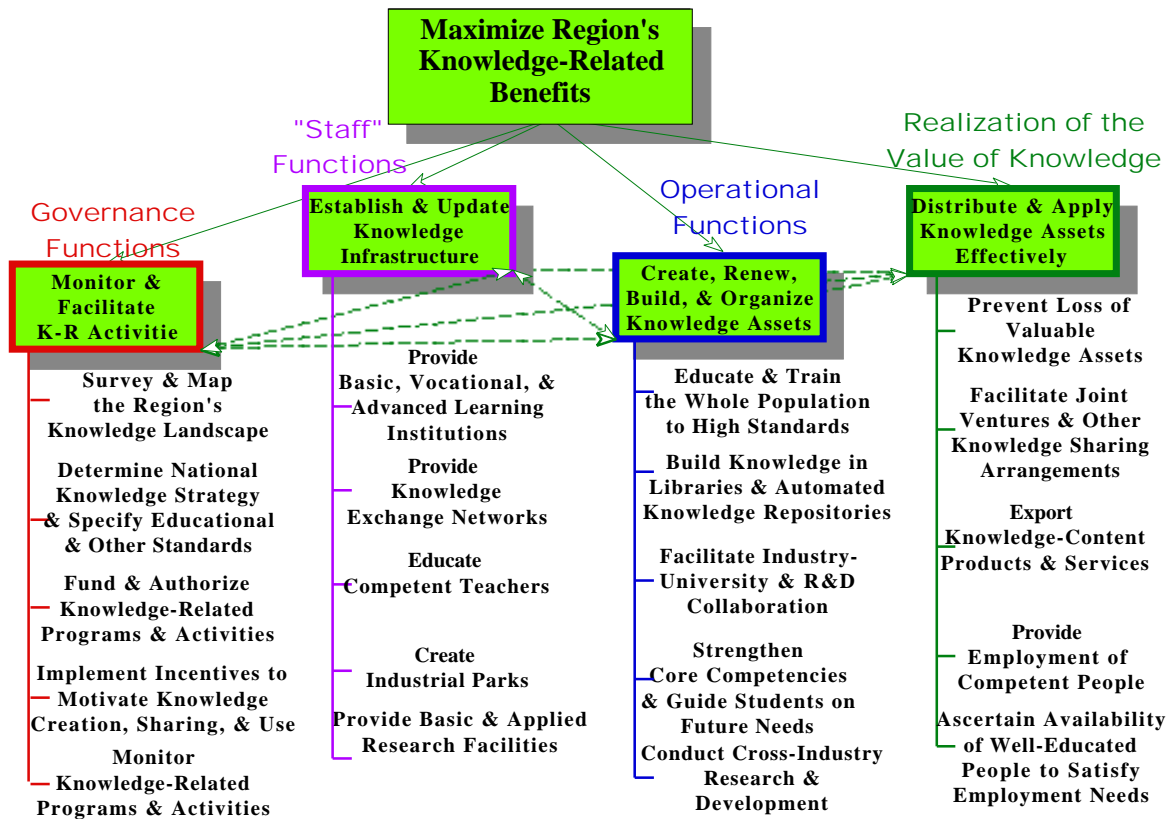 Maximize Region's
Knowledge-Related
Benefits
"Staff"
Functions
Realization of the
Value of Knowledge
Governance
Functions
Operational
Functions
Monitor &
Facilitate
K-R Activitie
Survey & Map
the Region's
Knowledge Landscape
Determine National
Knowledge Strategy
& Specify Educational
& Other Standards
Fund & Authorize
Knowledge-Related
Programs & Activities
Implement Incentives to
Motivate Knowledge
Creation, Sharing, & Use
Monitor
Knowledge-Related
Programs & Activities
Establish & Update
Knowledge
Infrastructure
Provide
Basic, Vocational, &
Advanced Learning
Institutions
Provide
Knowledge
Exchange Networks
Educate
Competent Teachers
Create
Industrial Parks
Provide Basic & Applied
Research Facilities
Create, Renew,
Build, & Organize
Knowledge Assets
Educate & Train
the Whole Population
to High Standards
Build Knowledge in
Libraries & Automated
Knowledge Repositories
Facilitate Industry-
University & R&D
Collaboration
Strengthen
Core Competencies
& Guide Students on
Future Needs
Conduct Cross-Industry
Research &
Development
Distribute & Apply
Knowledge Assets
Effectively
Prevent Loss of
Valuable
Knowledge Assets
Facilitate Joint
Ventures & Other
Knowledge Sharing
Arrangements
Export
Knowledge-Content
Products & Services
Provide
Employment of
Competent People
Ascertain Availability
of Well-Educated
People to Satisfy
Employment Needs